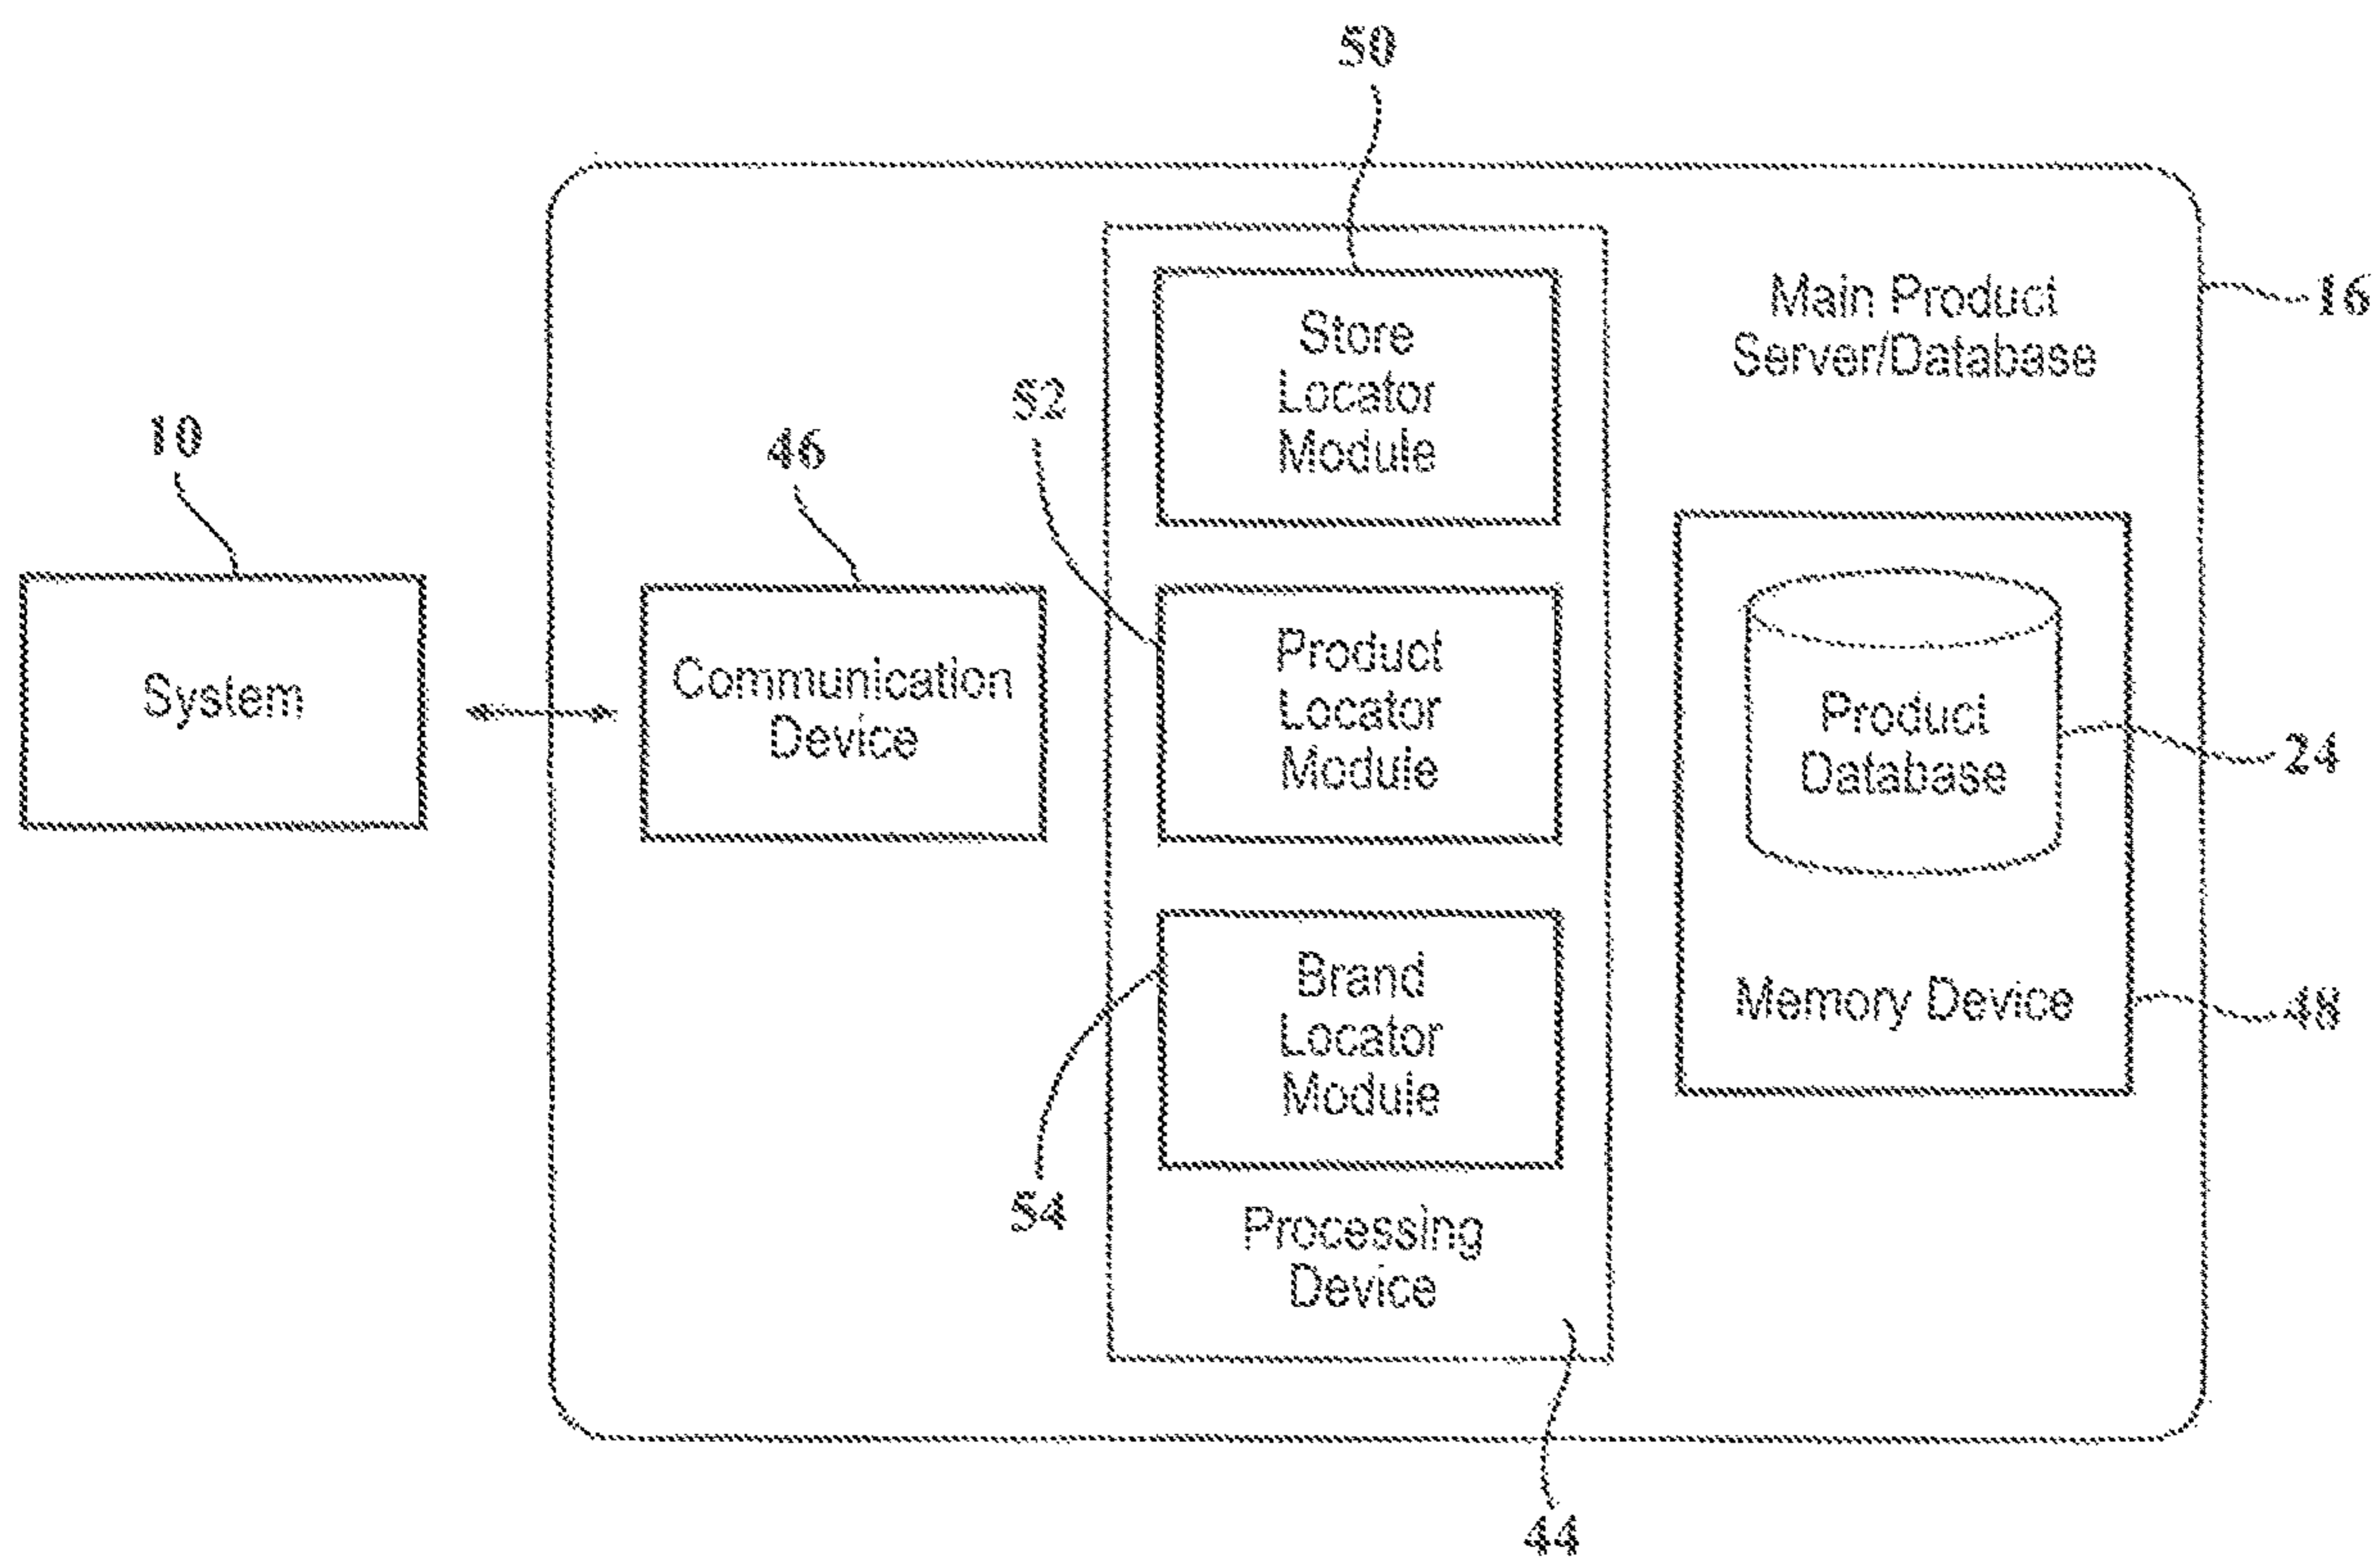 50
Store
Locator
Module
Main Product
Server/Database
16
52
10
46
System
Communication
Device
Product
Locator
Module
Product
Database
24
Brand
Locator
Module
Memory Device
48
54
Processing
Device
44